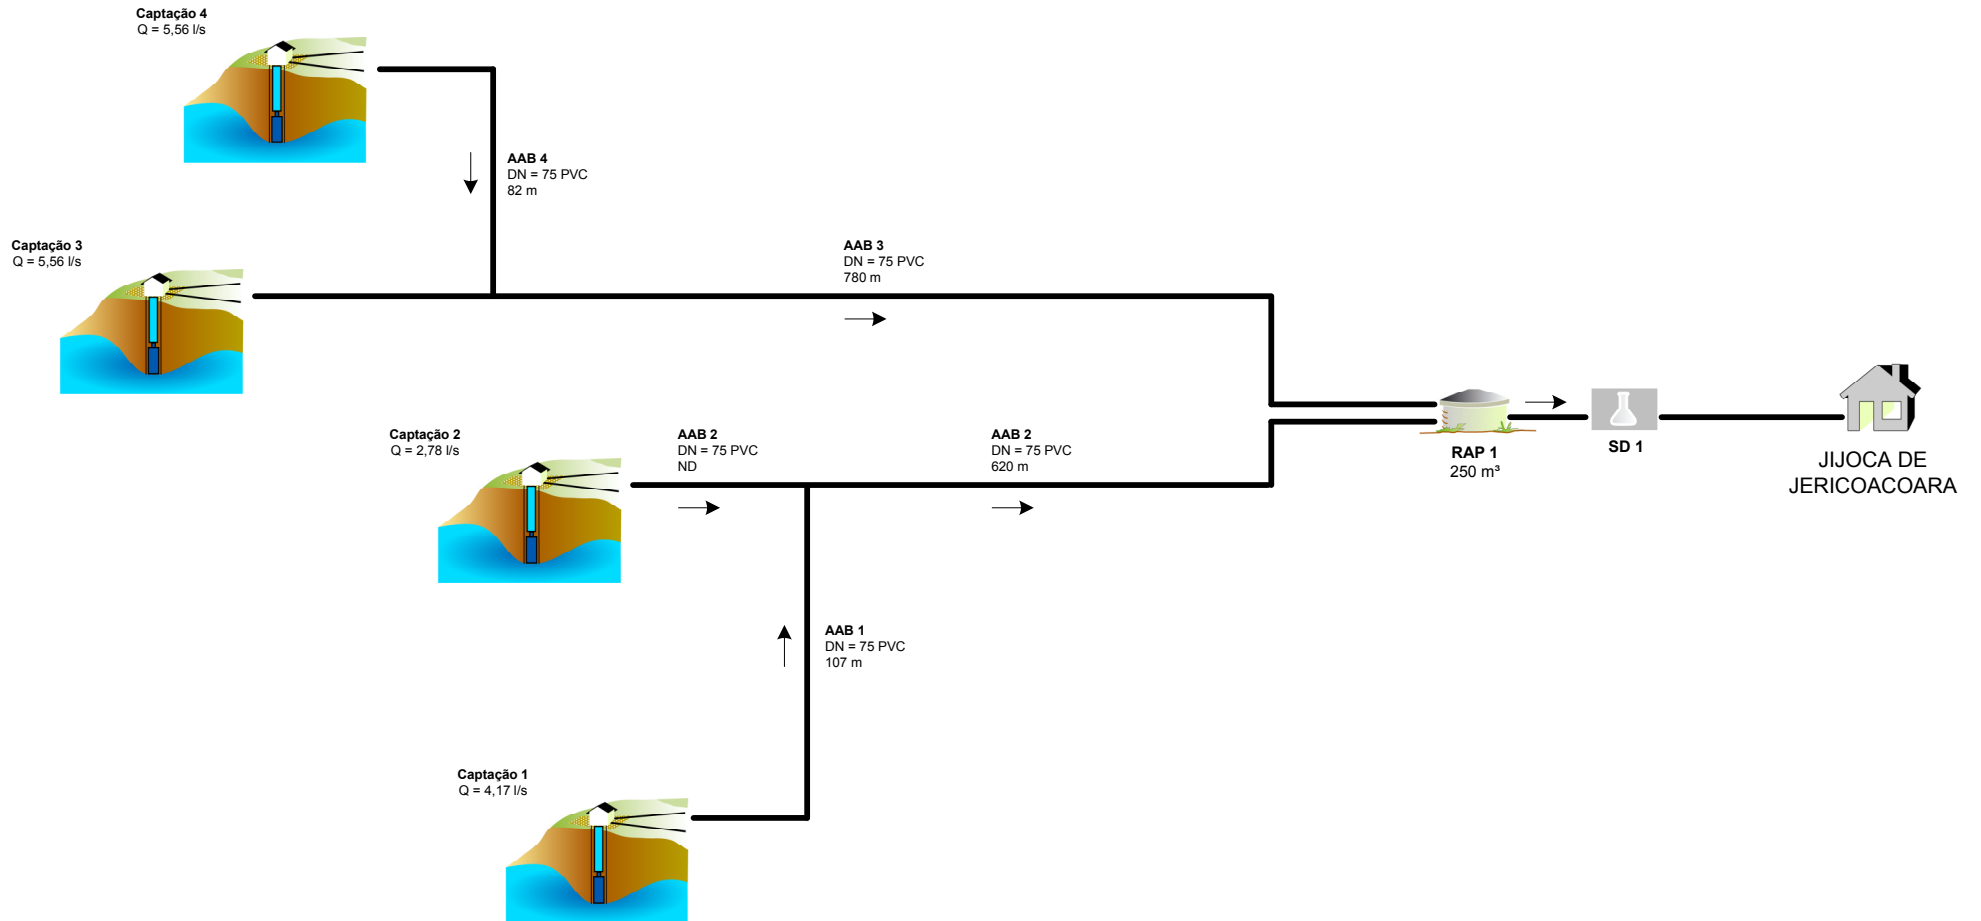 Captação 4
Q = 5,56 l/s
AAB 4
DN = 75 PVC
82 m
Captação 3
Q = 5,56 l/s
AAB 3
DN = 75 PVC
780 m
Captação 2
Q = 2,78 l/s
AAB 2
DN = 75 PVC
ND
AAB 2
DN = 75 PVC
620 m
RAP 1
250 m³
SD 1
JIJOCA DE
JERICOACOARA
AAB 1
DN = 75 PVC
107 m
Captação 1
Q = 4,17 l/s